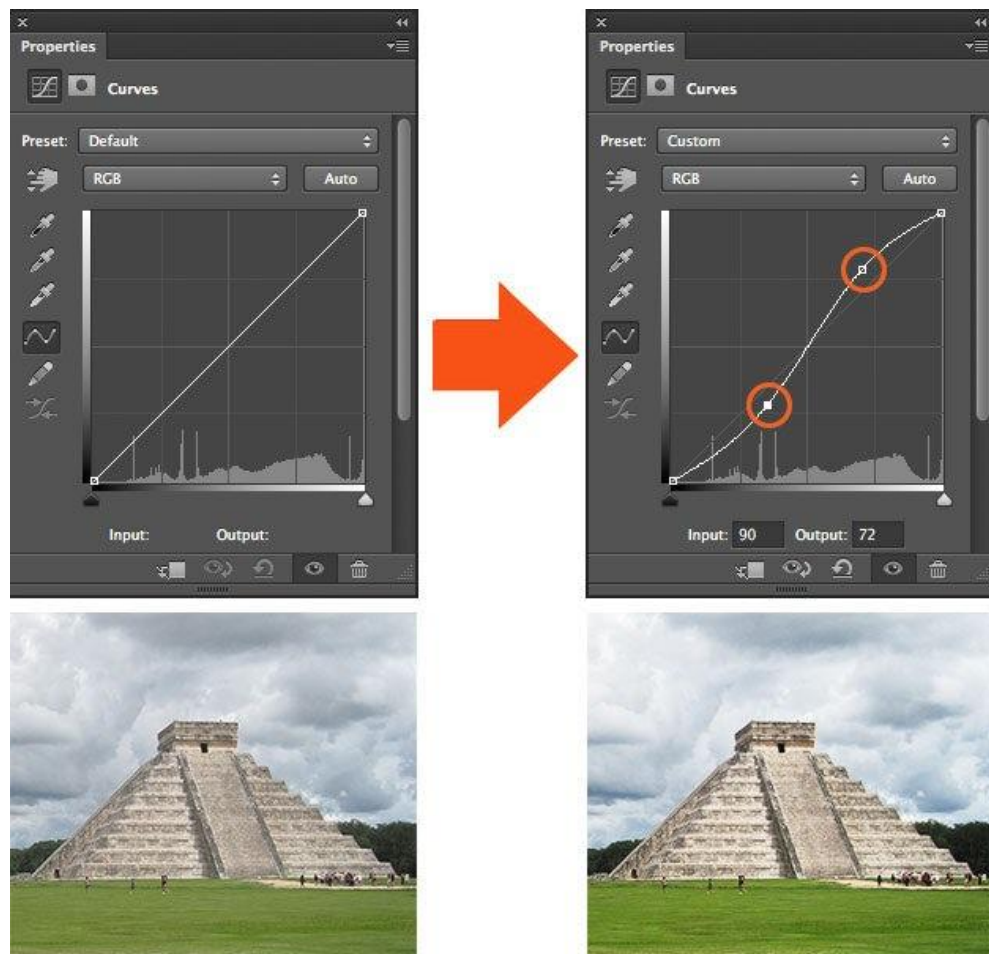 Properties
Curves
Preset: Default
RGB Auto
Input: Output:
Properties
Curves
Preset: Custom
RGB Auto
Input: 90 Output: 72